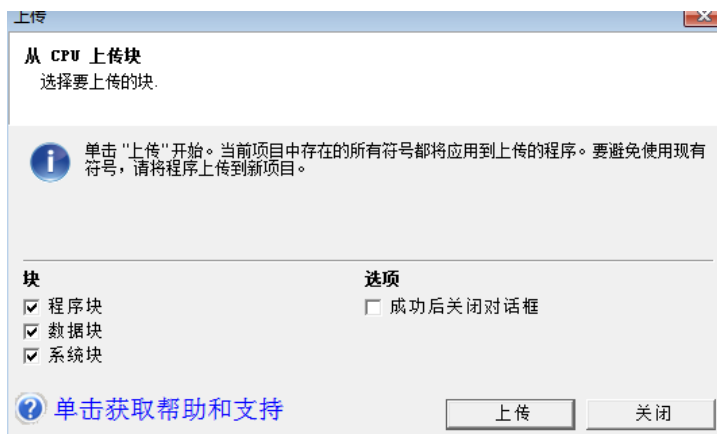 上传
从 CPU 上传块
选择要上传的块.
单击 "上传"开始。当前项目中存在的所有符号都将应用到上传的程序。要避免使用现有
符号，请将程序上传到新项目。
块
选项
程序块
成功后关闭对话框
数据块
系统块
单击获取帮助和支持
上传
关闭